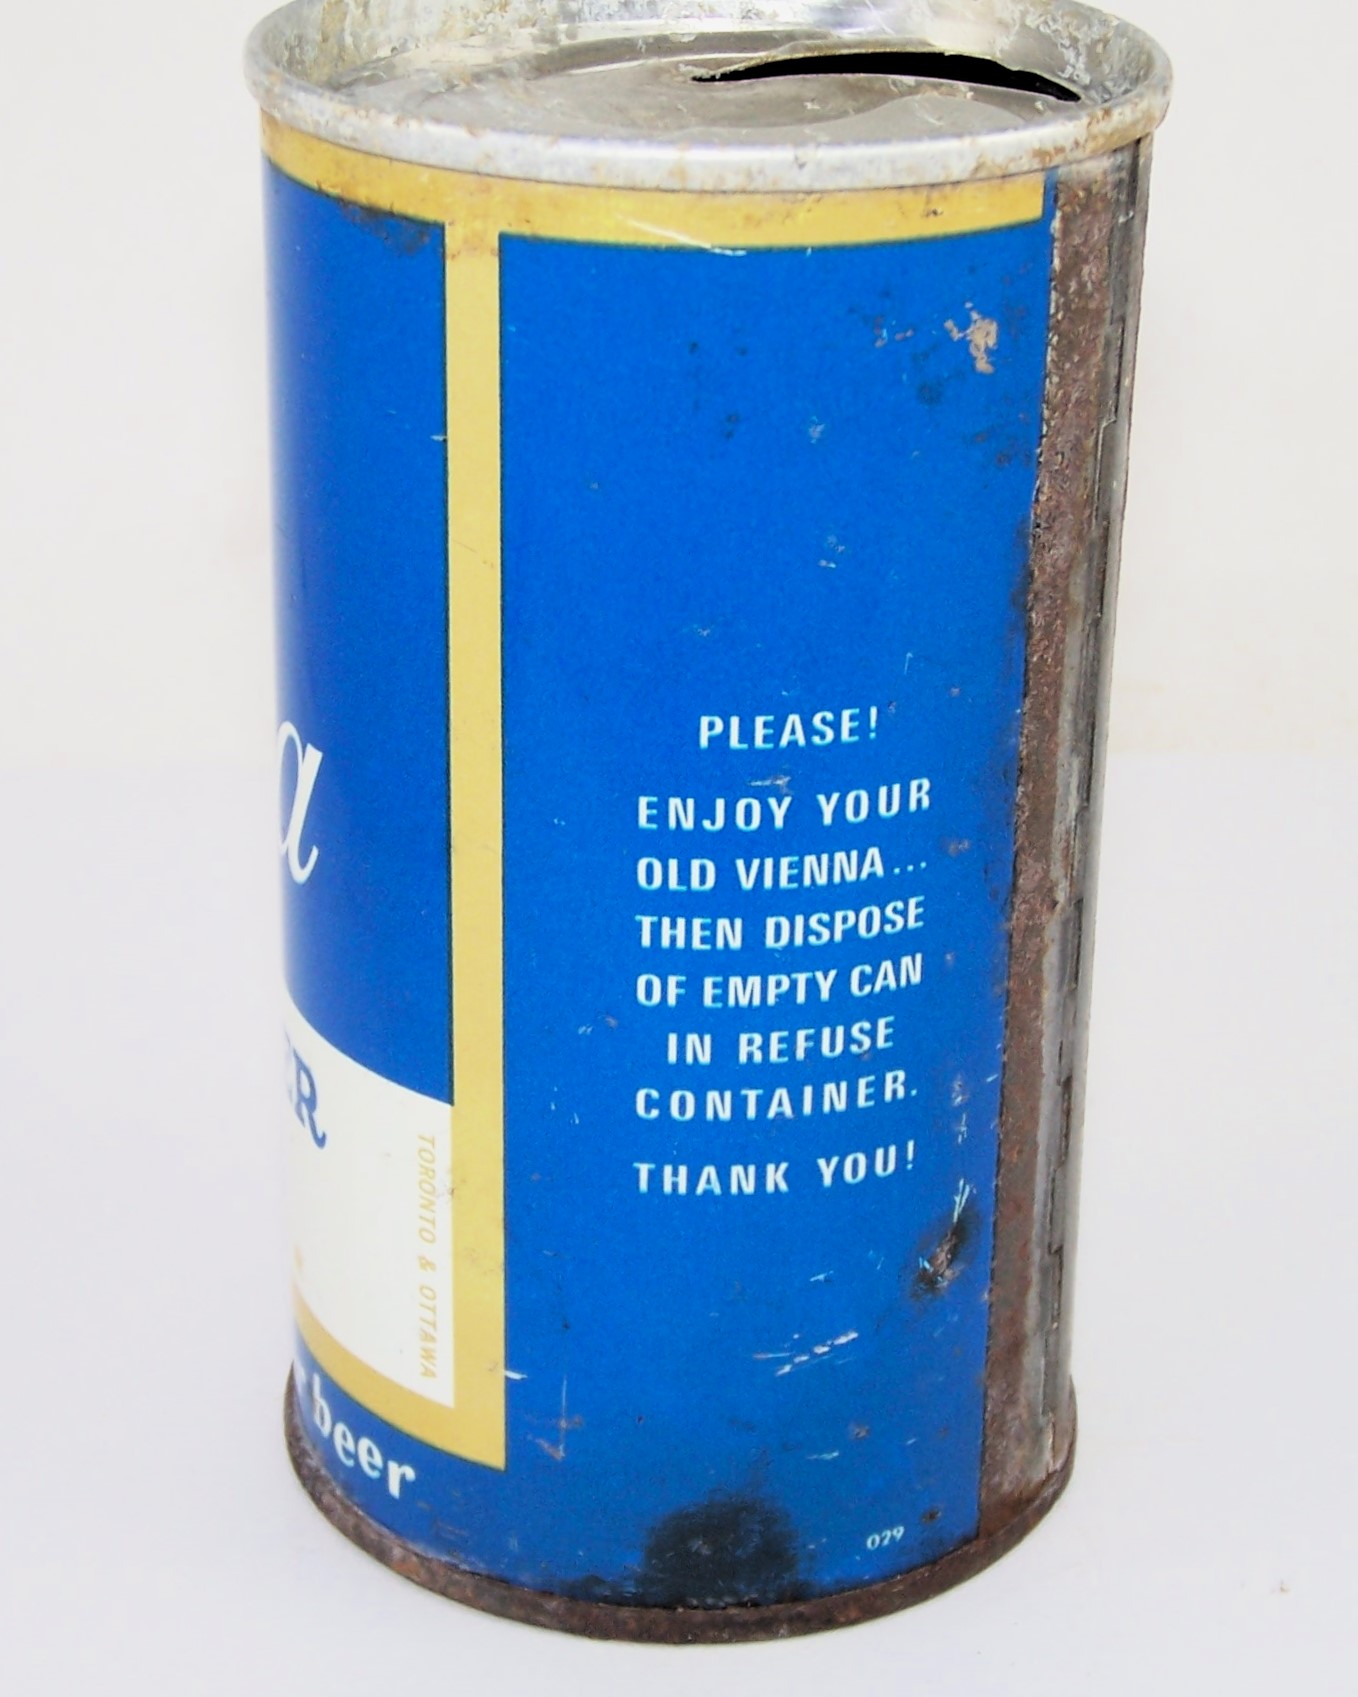 a
ER
TORONTO & OTTAWA
beer
PLEASE!
ENJOY YOUR
OLD VIENNA...
THEN DISPOSE
OF EMPTY CAN
IN REFUSE
CONTAINER.
THANK YOU!
029